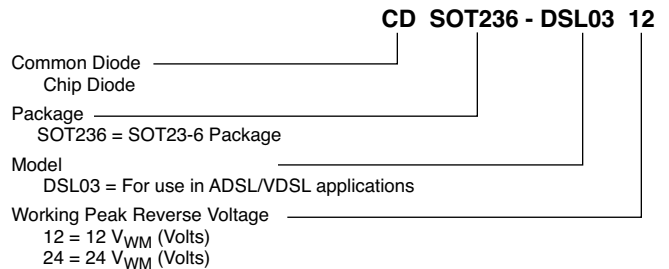 CD SOT236 - DSL03 12
Common Diode
Chip Diode
Package
SOT236 = SOT23-6 Package
Model
DSL03 = For use in ADSL/VDSL applications
Working Peak Reverse Voltage
12 = 12 VWM (Volts)
24 = 24 VWM (Volts)